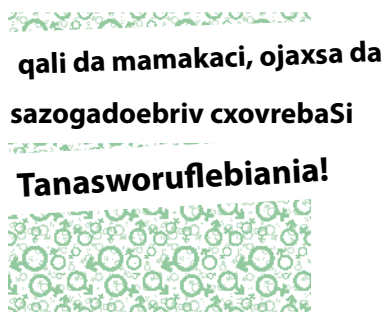 qali da mamakaci, ojaxsa da
sazogadoebriv cxovrebaSi
Tanasworuflebiania!